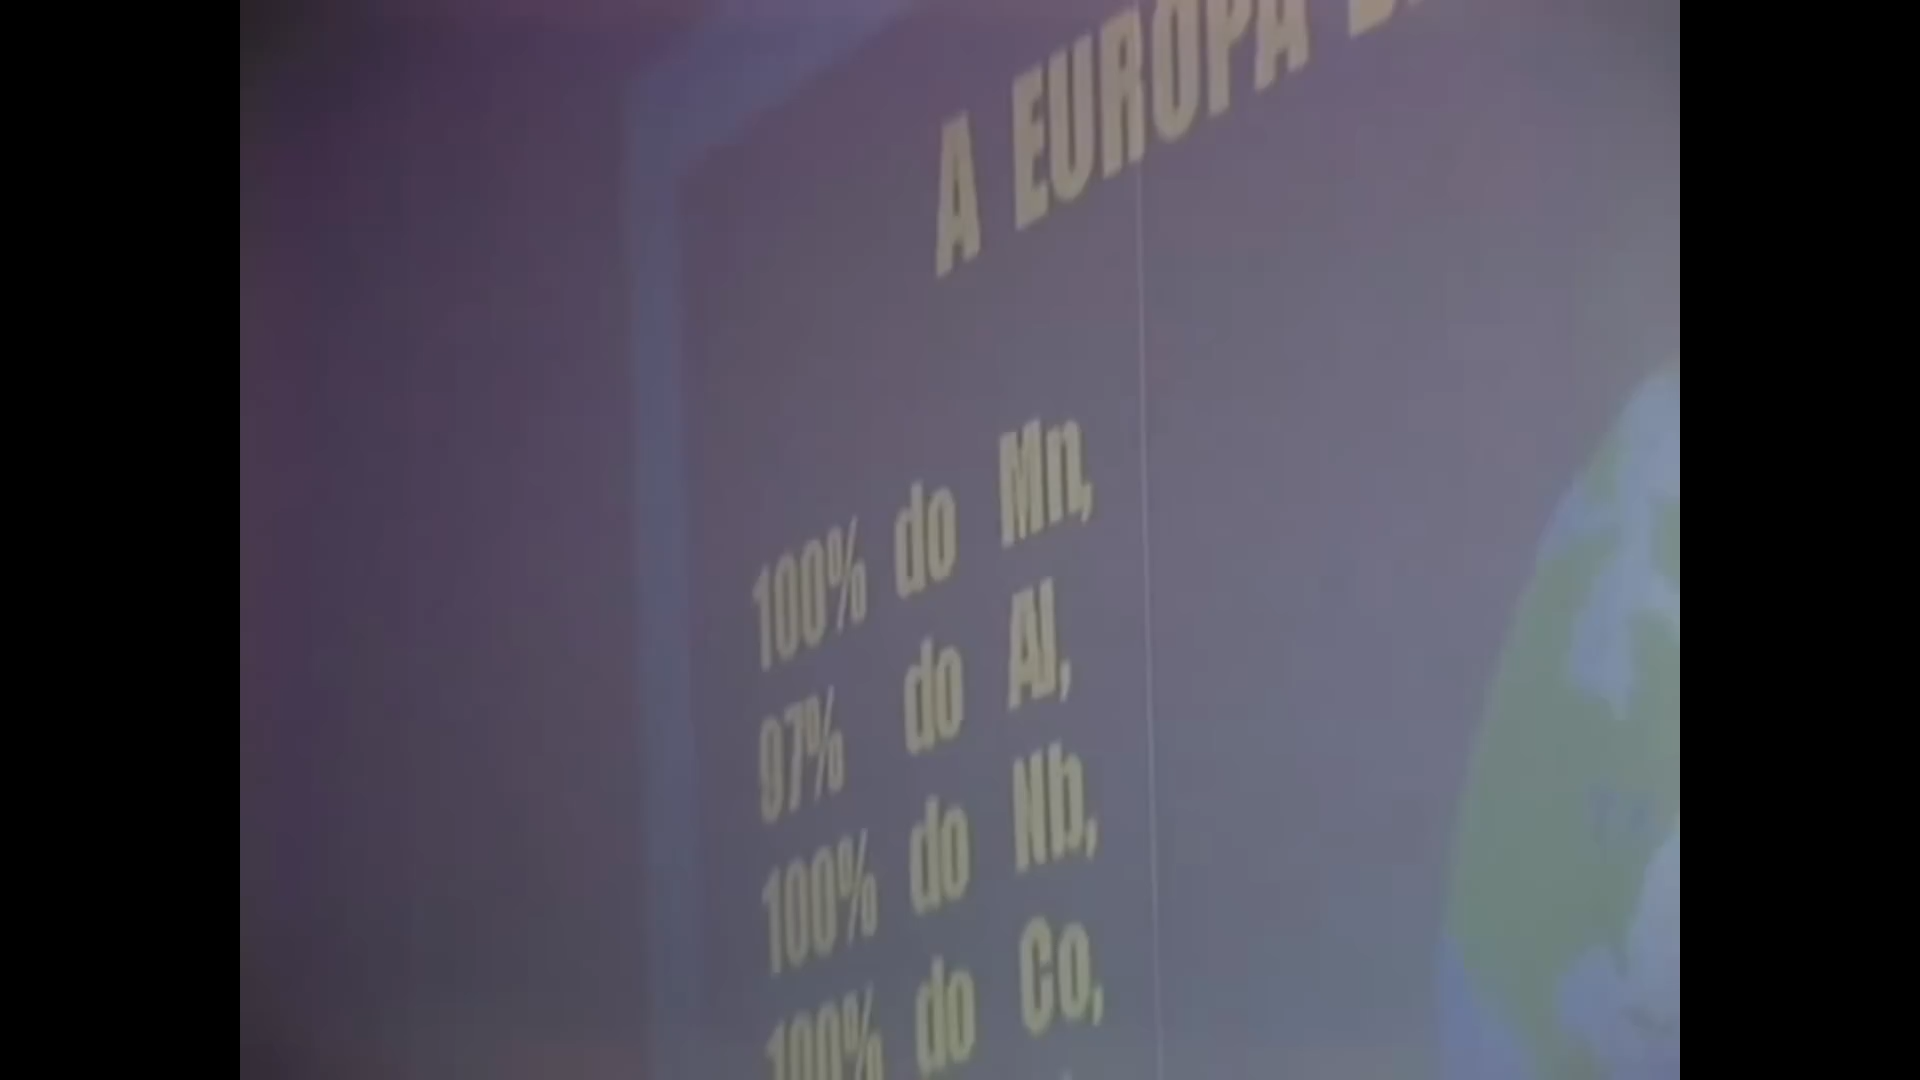 A EUROPA
100% do Mn,
97% do Al,
100% do Nb,
100% do Co,